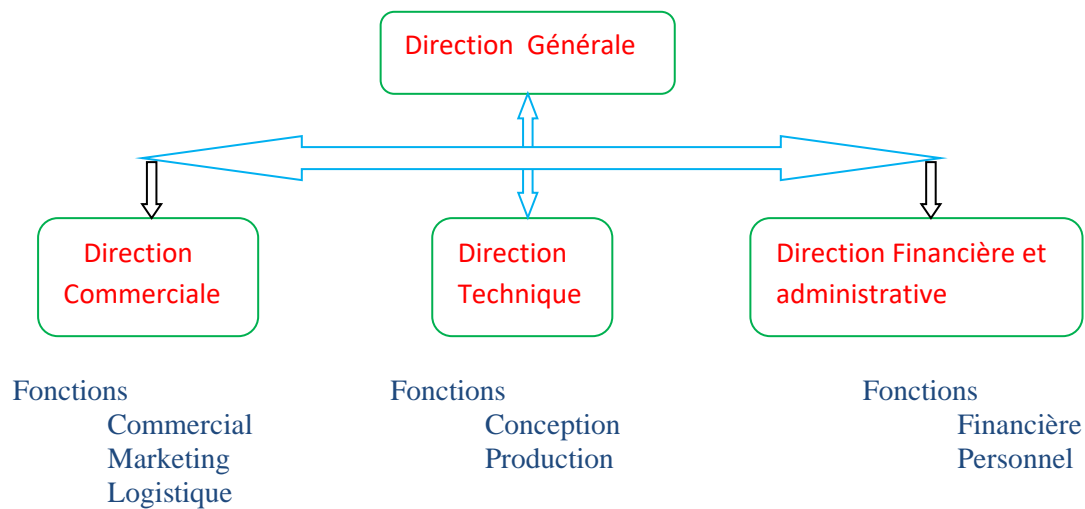 Direction Générale
Direction
Commerciale
Direction
Technique
Direction Financière et
administrative
Fonctions
Commercial
Marketing
Logistique
Fonctions
Conception
Production
Fonctions
Financière
Personnel